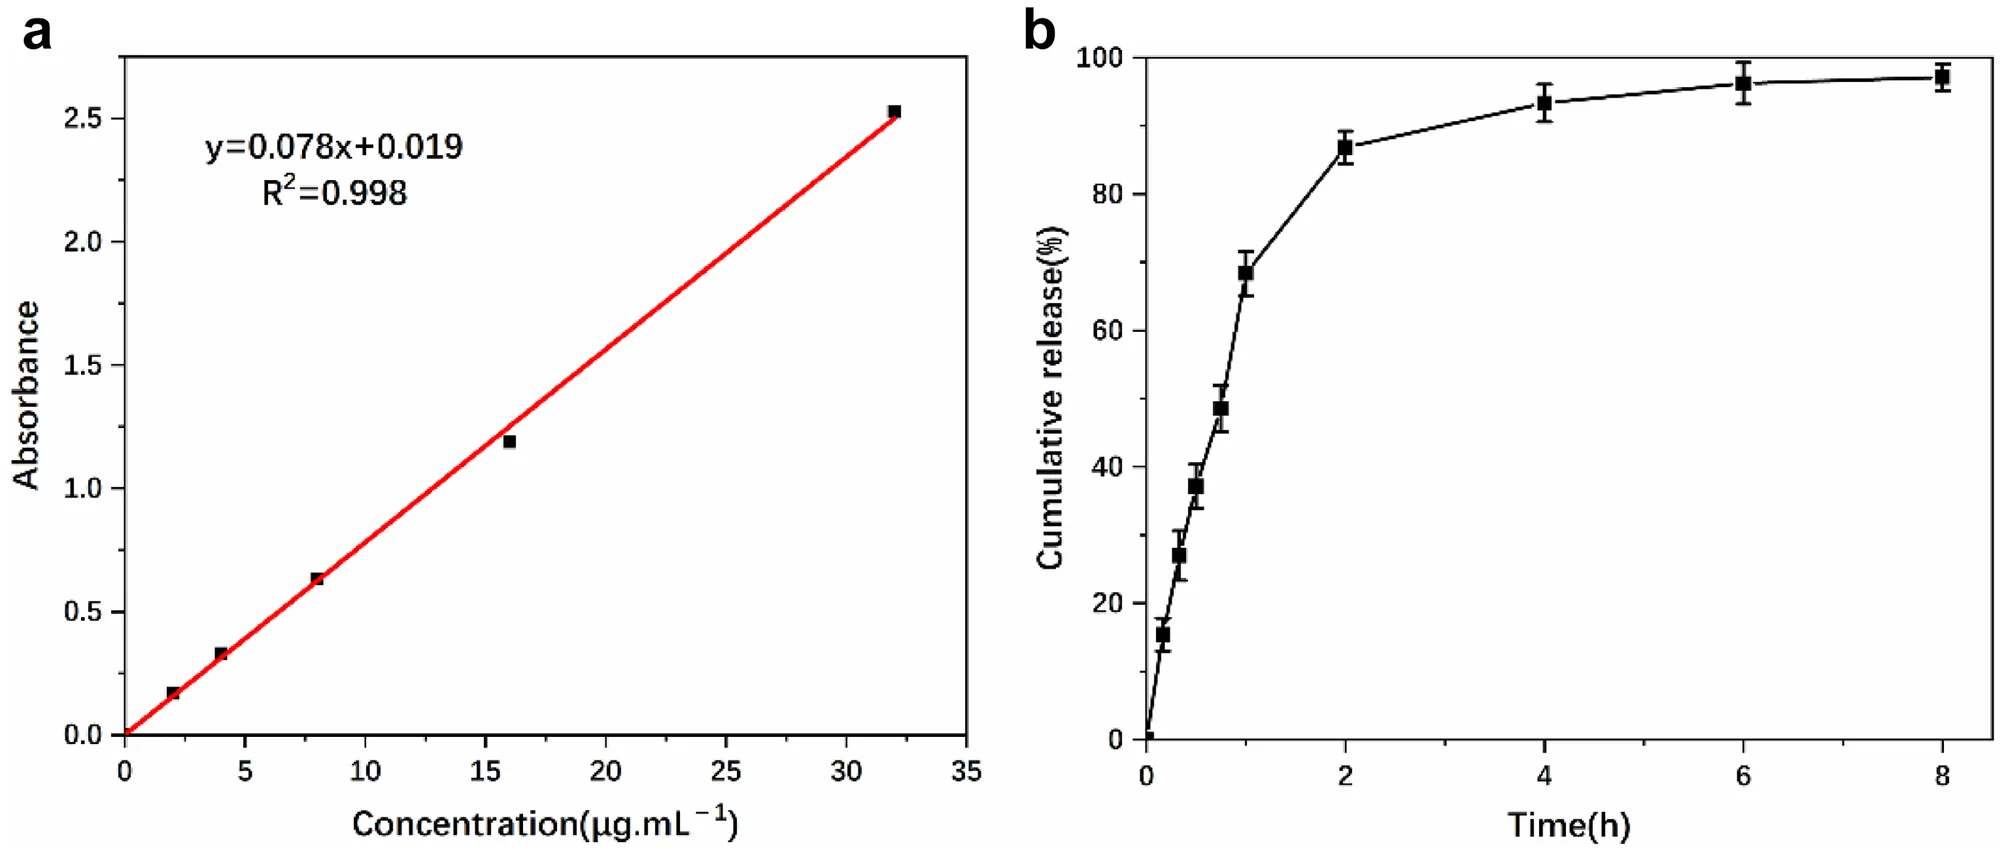 a
y=0.078x+0.019
R²=0.998
Absorbance
2.5
2.0
1.5
1.0
0.5
0.0
0 5 10 15 20 25 30 35
Concentration(μg.mL⁻¹)
b
Cumulative release(%)
100
80
60
40
20
0
0 2 4 6 8
Time(h)